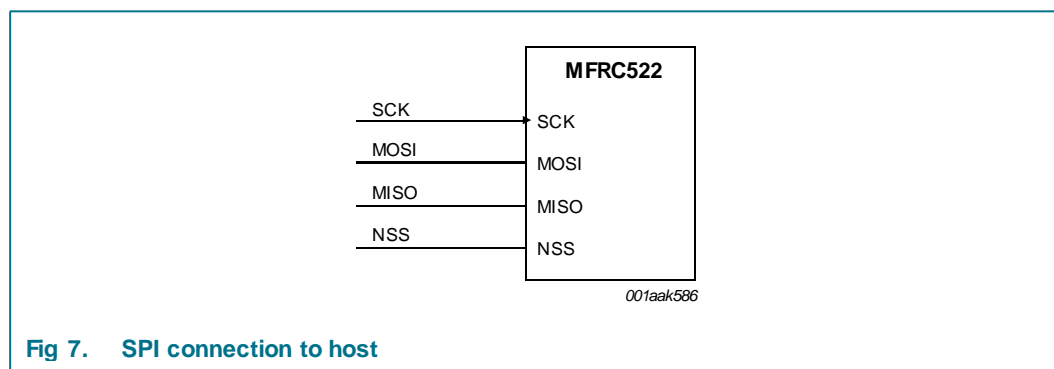 MFRC522
SCK
SCK
MOSI
MOSI
MISO
MISO
NSS
NSS
001aak586
Fig 7. SPI connection to host